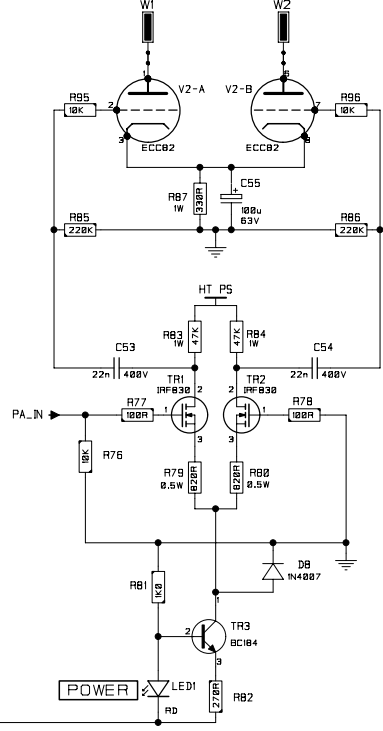 W1 W2
1 6
V2-A V2-B
R95 R96
10K 2 7 10K
3 8
ECC82 ECC82
R87 330R C55
1W + 100u
63V
R85 R86
220K 220K
HT PS
R83 47K 47K R84
1W 1W
C53 C54
22n 400V 22n 400V
TR1 TR2
IRF830 IRF830
R77 2 2 R78
PA_IN 100R 1 1 100R
3 3
10K R76
R79 820R 820R R80
0.5W 0.5W
D8
1N4007
R81 1K0
1
TR3
2 BC184
3
POWER LED1 270R R82
RD